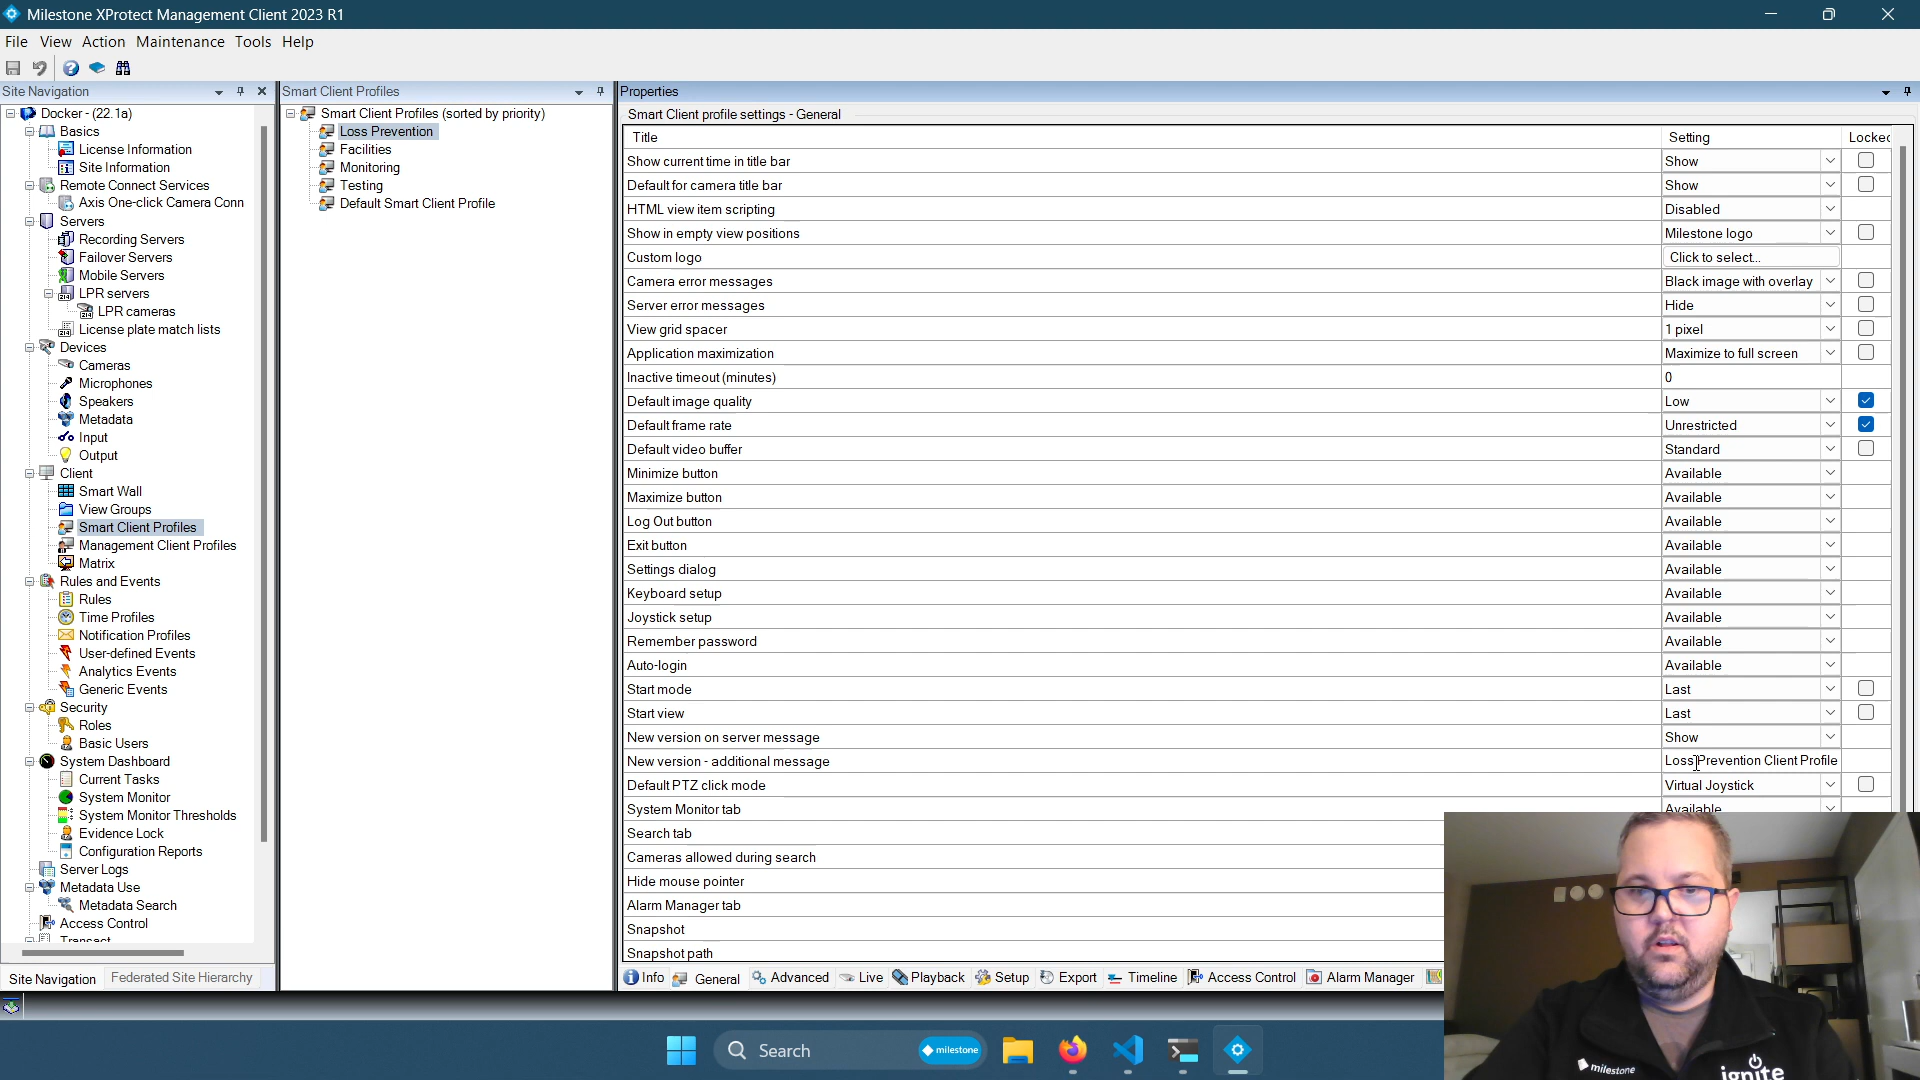 Milestone XProtect Management Client 2023 R1
File View Action Maintenance Tools Help
Site Navigation
Docker - (22.1a)
Basics
License Information
Site Information
Remote Connect Services
Axis One-click Camera Conn
Servers
Recording Servers
Failover Servers
Mobile Servers
LPR servers
LPR cameras
License plate match lists
Devices
Cameras
Microphones
Speakers
Metadata
Input
Output
Client
Smart Wall
View Groups
Smart Client Profiles
Management Client Profiles
Matrix
Rules and Events
Rules
Time Profiles
Notification Profiles
User-defined Events
Analytics Events
Generic Events
Security
Roles
Basic Users
System Dashboard
Current Tasks
System Monitor
System Monitor Thresholds
Evidence Lock
Configuration Reports
Server Logs
Metadata Use
Metadata Search
Access Control
Transact
Site Navigation Federated Site Hierarchy
Smart Client Profiles
Smart Client Profiles (sorted by priority)
Loss Prevention
Facilities
Monitoring
Testing
Default Smart Client Profile
Properties
Smart Client profile settings - General
Title Setting Locked
Show current time in title bar Show
Default for camera title bar Show
HTML view item scripting Disabled
Show in empty view positions Milestone logo
Custom logo Click to select...
Camera error messages Black image with overlay
Server error messages Hide
View grid spacer 1 pixel
Application maximization Maximize to full screen
Inactive timeout (minutes) 0
Default image quality Low
Default frame rate Unrestricted
Default video buffer Standard
Minimize button Available
Maximize button Available
Log Out button Available
Exit button Available
Settings dialog Available
Keyboard setup Available
Joystick setup Available
Remember password Available
Auto-login Available
Start mode Last
Start view Last
New version on server message Show
New version - additional message Loss Prevention Client Profile
Default PTZ click mode Virtual Joystick
System Monitor tab Available
Search tab
Cameras allowed during search
Hide mouse pointer
Alarm Manager tab
Snapshot
Snapshot path
Info General Advanced Live Playback Setup Export Timeline Access Control Alarm Manager
Search milestone
milestone
ignite